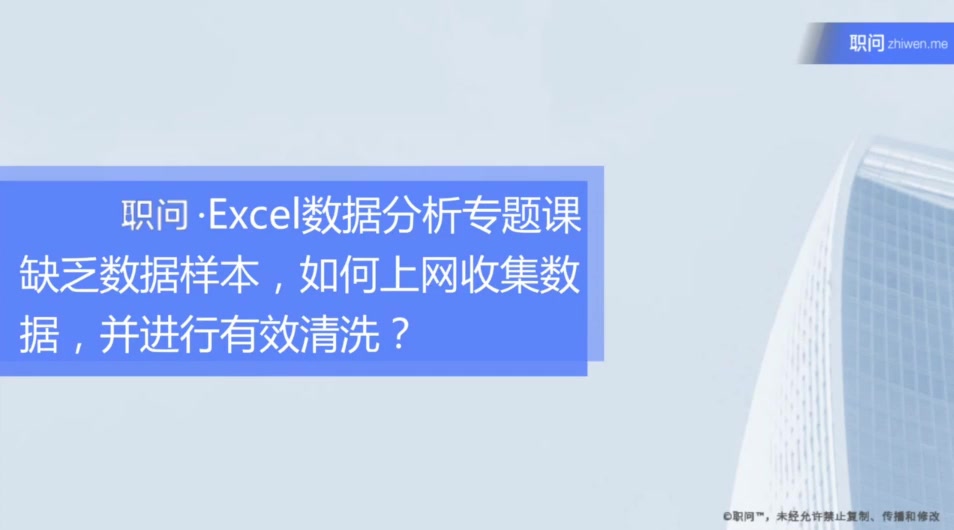 职问 zhiwen.me
职问·Excel数据分析专题课
缺乏数据样本，如何上网收集数
据，并进行有效清洗？
©职问™，未经允许禁止复制、传播和修改